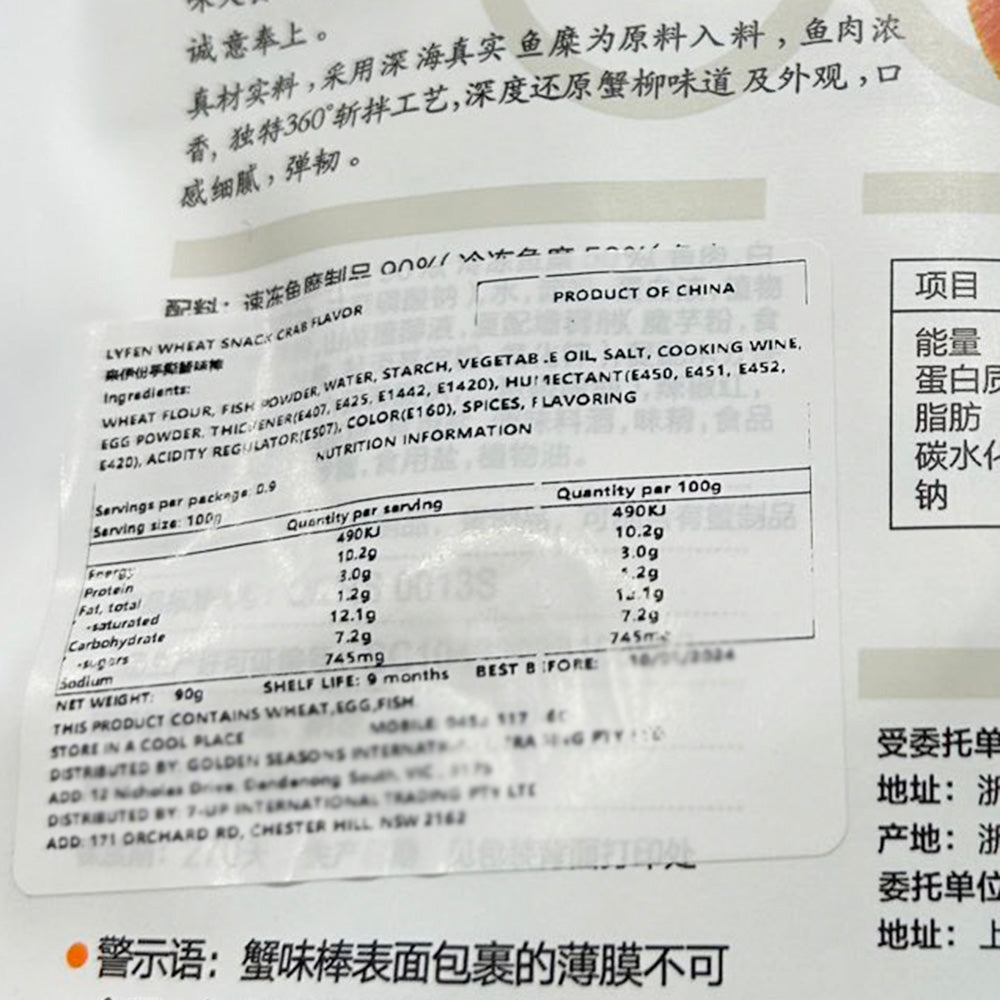 诚意奉上。
真材实料，采用深海真实鱼糜为原料入料，鱼肉浓
香，独特360°斩拌工艺，深度还原蟹柳味道及外观，口
感细腻，弹韧。
配料：速冻鱼糜制品 90%(
PRODUCT OF CHINA
LYFEN WHEAT SNACK CRAB FLAVOR
Ingredients:
WHEAT FLOUR, FISH POWDER, WATER, STARCH, VEGETAB.E OIL, SALT, COOKING WINE,
EGG POWDER, THICKENER(E407, E425, E1442, E1420), HUMECTANT(E450, E451, E452,
E420), ACIDITY REGULATOR(E507), COLOR(E160), SPICES, FLAVORING
NUTRITION INFORMATION
Servings per package: 0.9
Serving size: 100g
Quantity per serving Quantity per 100g
Energy 490KJ 490KJ
Protein 10.2g 10.2g
Fat, total 3.0g 3.0g
-saturated 1.2g .2g
Carbohydrate 12.1g 12.1g
-sugars 7.2g 7.2g
Sodium 745mg 745m
NET WEIGHT: 90g SHELF LIFE: 9 months BEST BEFORE:
THIS PRODUCT CONTAINS WHEAT,EGG,FISH
STORE IN A COOL PLACE MOBILE
DISTRIBUTED BY: GOLDEN SEASONS
ADD: 12 Nicholas Drive, Dandenong South, VIC
DISTRIBUTED BY: 7-UP INTERNATIONAL TRADING PTY LTE
ADD: 171 ORCHARD RD, CHESTER HILL NSW 2162
警示语：蟹味棒表面包裹的薄膜不可
项目
能量
蛋白质
脂肪
碳水化
钠
受委托单
地址：浙
产地：浙
委托单位
地址：上